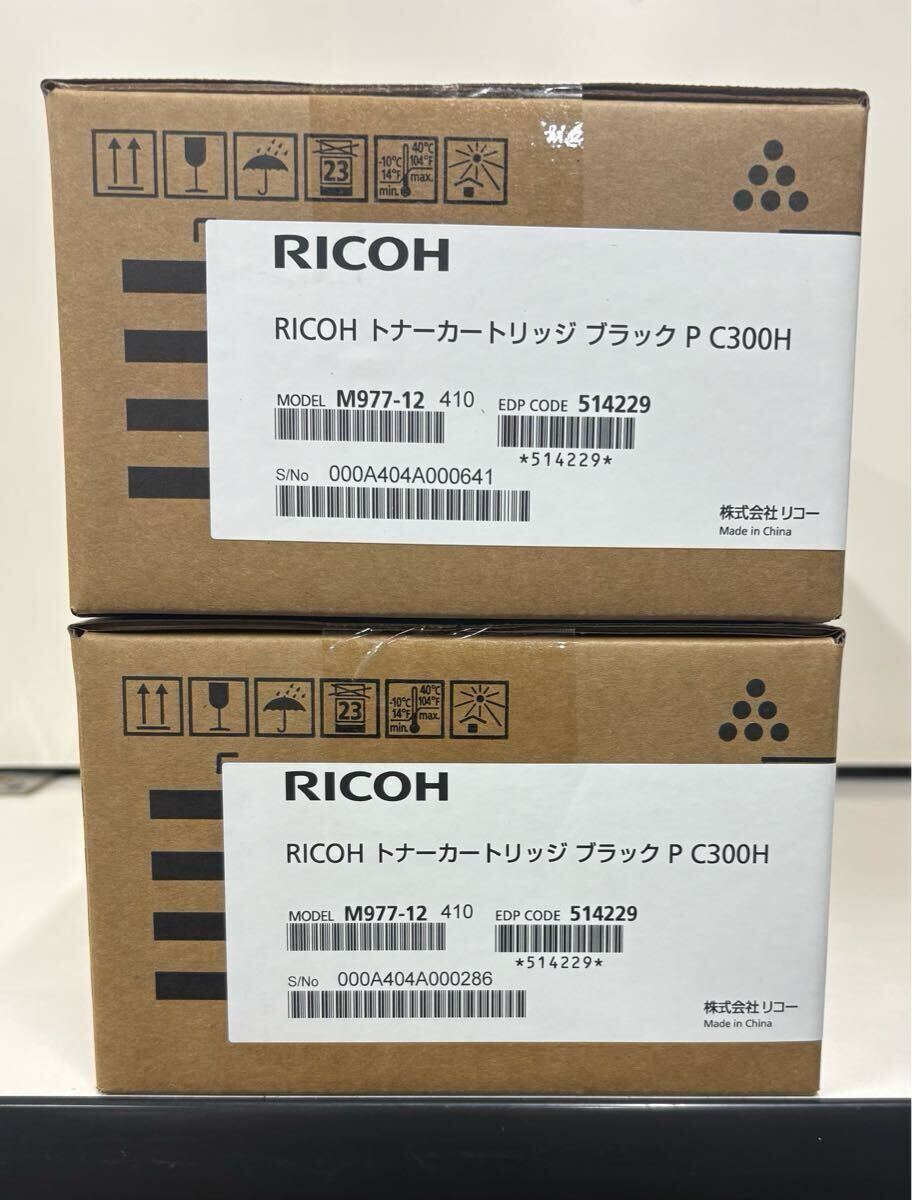 23
-10°C 14°F min.
40°C 104°F max.
RICOH
RICOH トナーカートリッジ ブラック P C300H
MODEL M977-12 410 EDP CODE 514229
*514229*
S/No 000A404A000641
株式会社 リコー
Made in China
23
-10°C 14°F min.
40°C 104°F max.
RICOH
RICOH トナーカートリッジ ブラック P C300H
MODEL M977-12 410 EDP CODE 514229
*514229*
S/No 000A404A000286
株式会社 リコー
Made in China